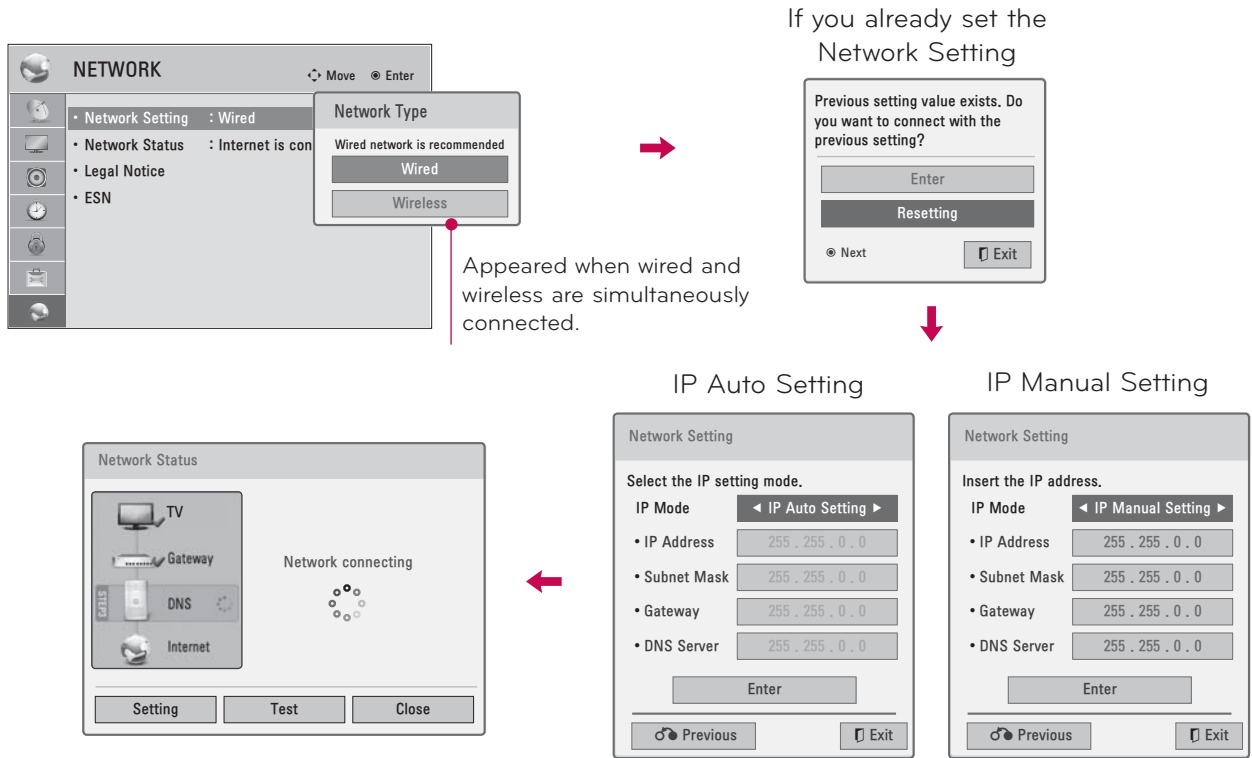 If you already set the
Network Setting
NETWORK
Move
Enter
• Network Setting : Wired
• Network Status : Internet is con
• Legal Notice
• ESN
Network Type
Wired network is recommended
Wired
Wireless
Appeared when wired and
wireless are simultaneously
connected.
Previous setting value exists. Do
you want to connect with the
previous setting?
Enter
Resetting
Next
Exit
IP Auto Setting
Network Setting
Select the IP setting mode.
IP Mode ◄ IP Auto Setting ►
• IP Address 255 . 255 . 0 . 0
• Subnet Mask 255 . 255 . 0 . 0
• Gateway 255 . 255 . 0 . 0
• DNS Server 255 . 255 . 0 . 0
Enter
Previous
Exit
IP Manual Setting
Network Setting
Insert the IP address.
IP Mode ◄ IP Manual Setting ►
• IP Address 255 . 255 . 0 . 0
• Subnet Mask 255 . 255 . 0 . 0
• Gateway 255 . 255 . 0 . 0
• DNS Server 255 . 255 . 0 . 0
Enter
Previous
Exit
Network Status
TV
Gateway
STEP3
DNS
Internet
Network connecting
Setting
Test
Close